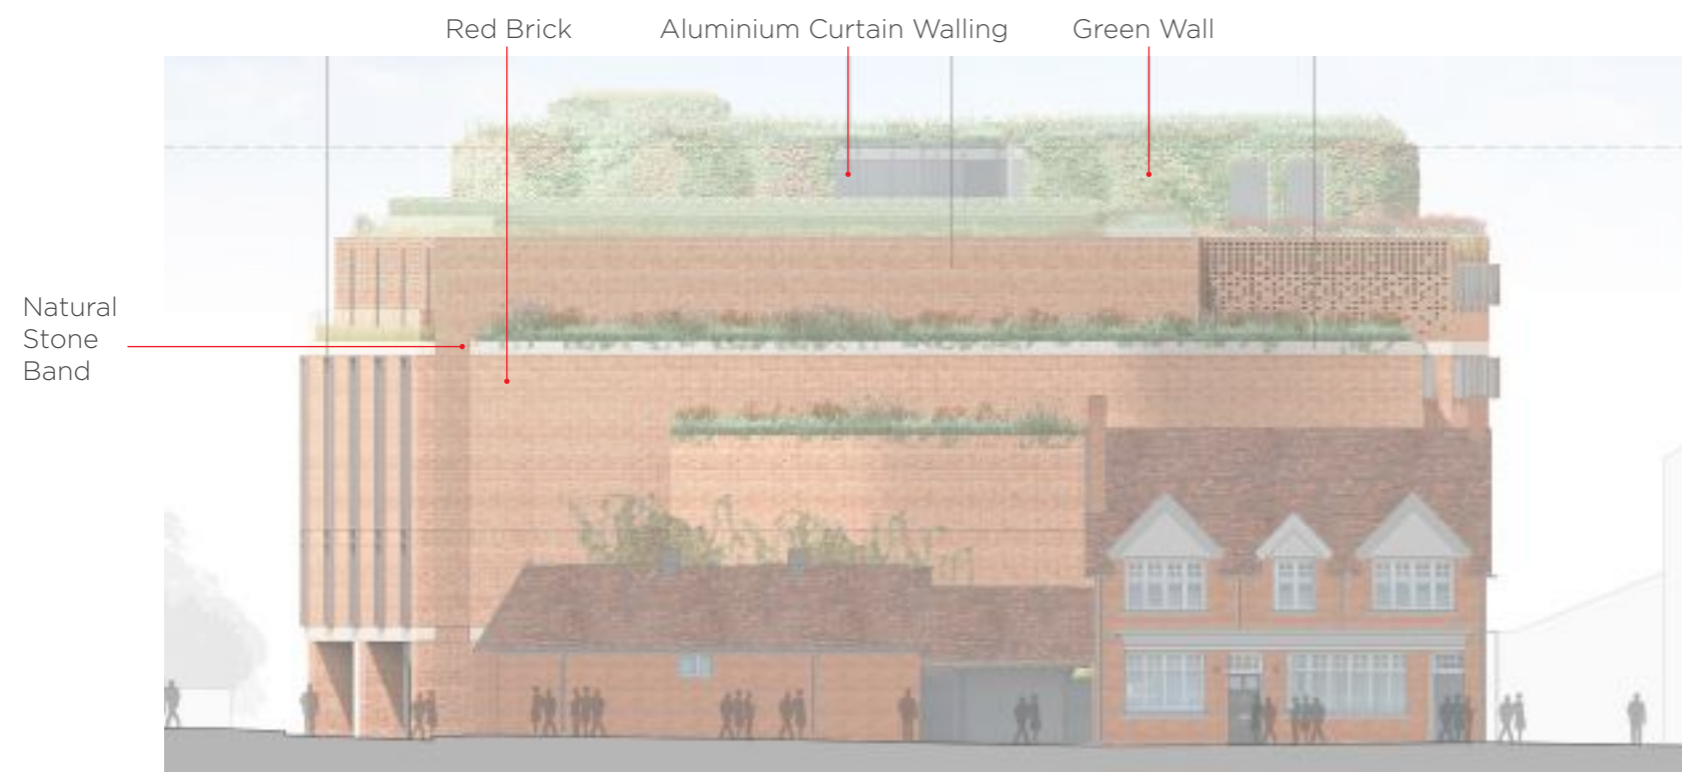 Red Brick
Aluminium Curtain Walling
Green Wall
Natural
Stone
Band